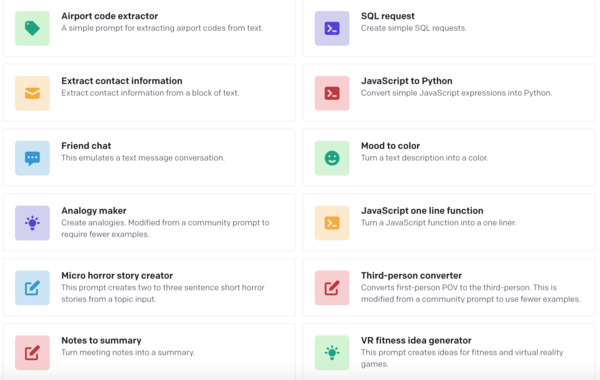 Airport code extractor
A simple prompt for extracting airport codes from text.
SQL request
Create simple SQL requests.
Extract contact information
Extract contact information from a block of text.
JavaScript to Python
Convert simple JavaScript expressions into Python.
Friend chat
This emulates a text message conversation.
Mood to color
Turn a text description into a color.
Analogy maker
Create analogies. Modified from a community prompt to
require fewer examples.
JavaScript one line function
Turn a JavaScript function into a one liner.
Micro horror story creator
This prompt creates two to three sentence short horror
stories from a topic input.
Third-person converter
Converts first-person POV to the third-person. This is
modified from a community prompt to use fewer examples.
Notes to summary
Turn meeting notes into a summary.
VR fitness idea generator
This prompt creates ideas for fitness and virtual reality
games.